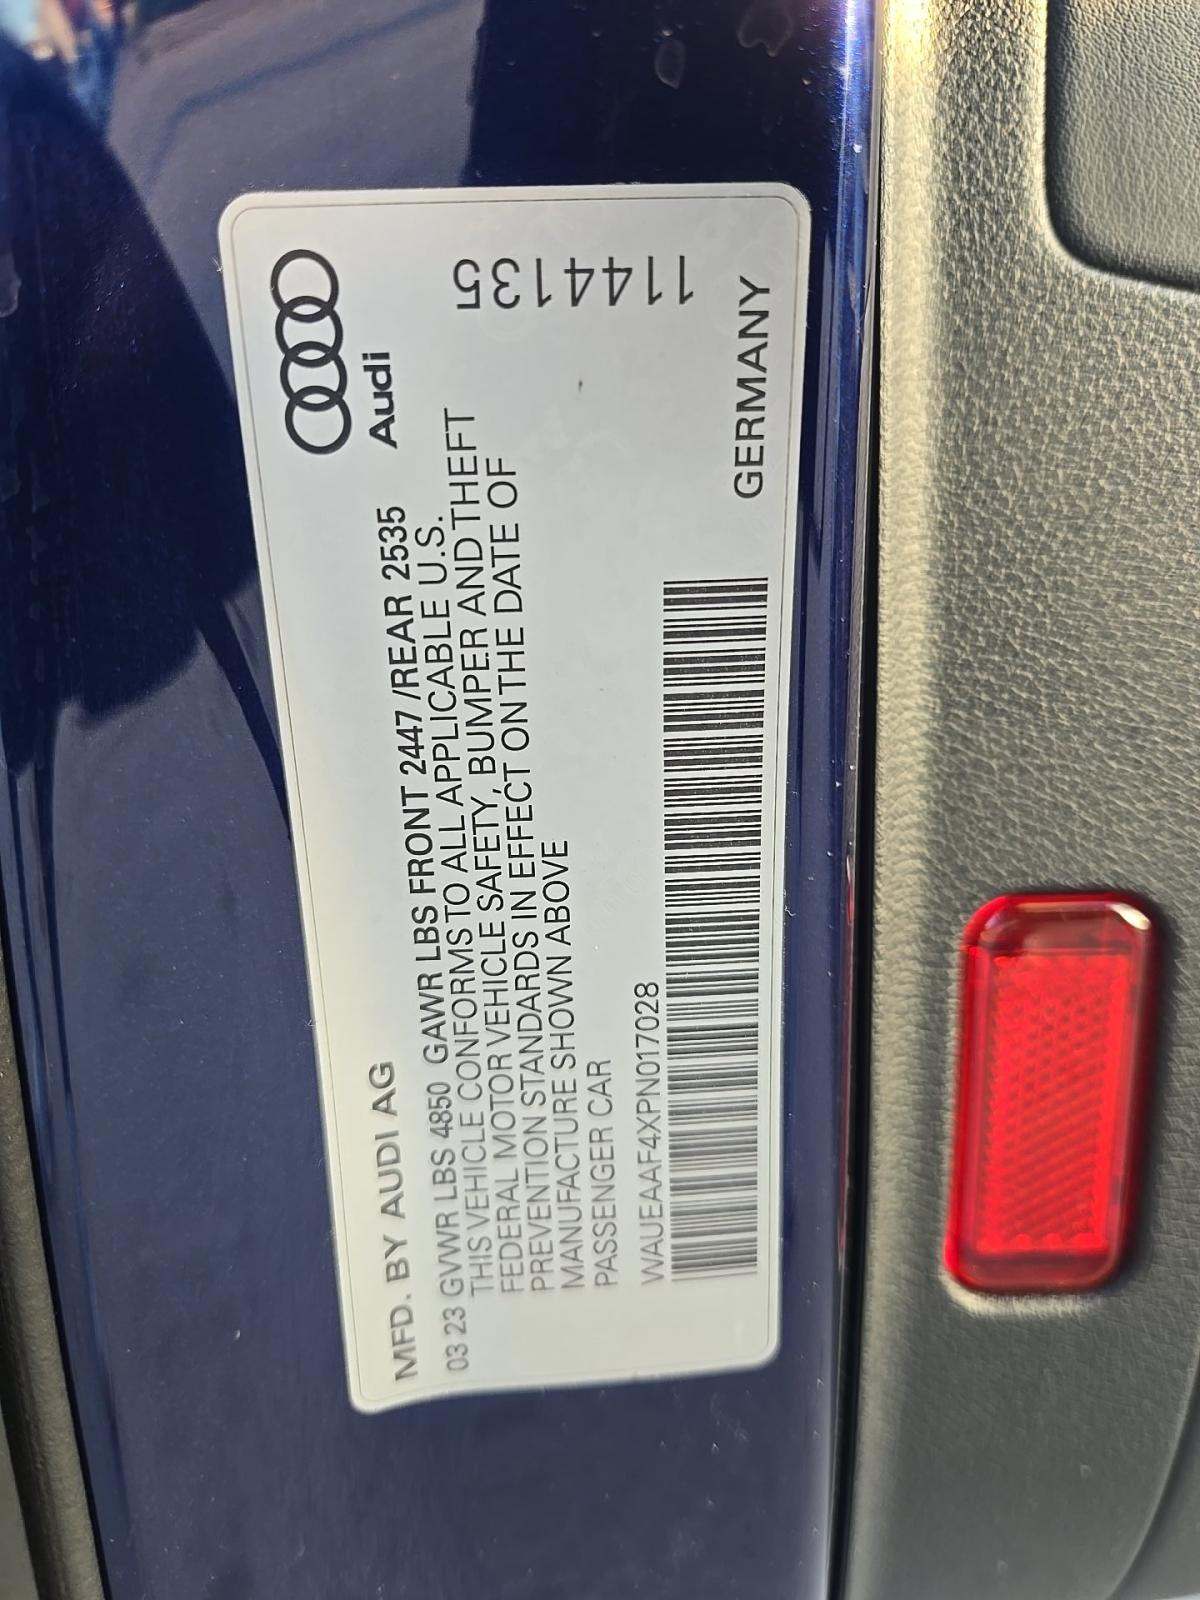 Audi
MFD. BY AUDI AG
03 23 GVWR LBS 4850 GAWR LBS FRONT 2447 /REAR 2535
THIS VEHICLE CONFORMS TO ALL APPLICABLE U.S.
FEDERAL MOTOR VEHICLE SAFETY, BUMPER AND THEFT
PREVENTION STANDARDS IN EFFECT ON THE DATE OF
MANUFACTURE SHOWN ABOVE
PASSENGER CAR
1144135
WAUEAAF4XPN017028
GERMANY